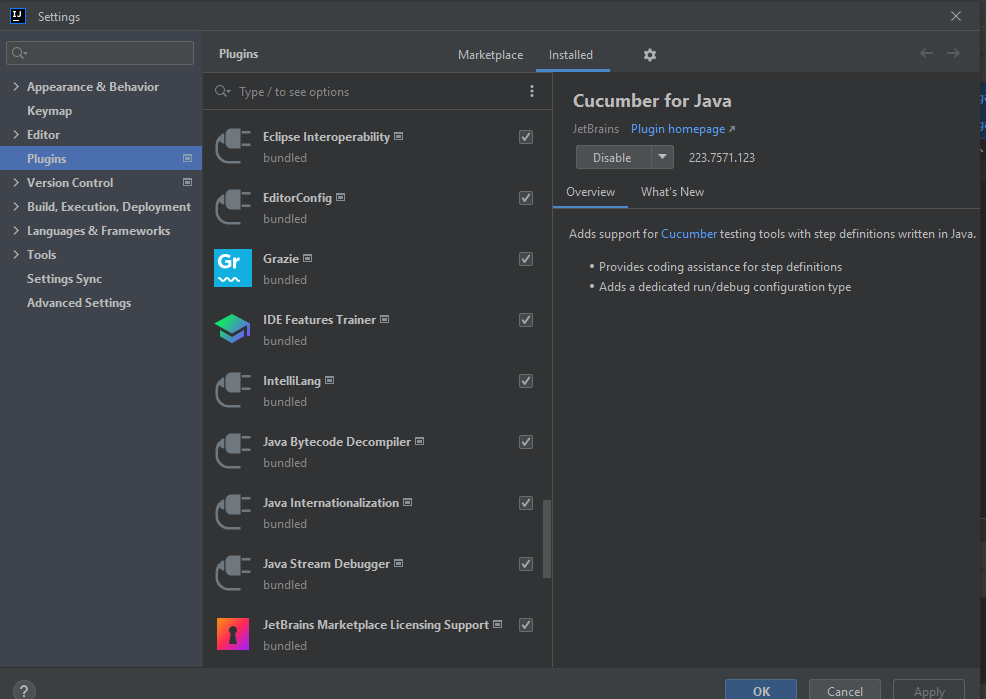 Settings
Appearance & Behavior
Keymap
Editor
Plugins
Version Control
Build, Execution, Deployment
Languages & Frameworks
Tools
Settings Sync
Advanced Settings
Plugins
Marketplace
Installed
Type / to see options
Eclipse Interoperability
bundled
EditorConfig
bundled
Gr
Grazie
bundled
IDE Features Trainer
bundled
IntelliLang
bundled
Java Bytecode Decompiler
bundled
Java Internationalization
bundled
Java Stream Debugger
bundled
JetBrains Marketplace Licensing Support
bundled
Cucumber for Java
JetBrains Plugin homepage ↗
Disable 223.7571.123
Overview What's New
Adds support for Cucumber testing tools with step definitions written in Java.
• Provides coding assistance for step definitions
• Adds a dedicated run/debug configuration type
?
OK Cancel Apply